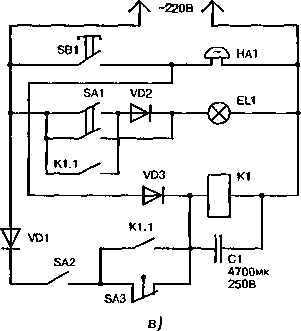 ~220В
SB1
HA1
SA1
VD2
EL1
K1.1
VD3
K1
VD1
K1.1
SA2
C1
4700мк
250В
SA3
в)